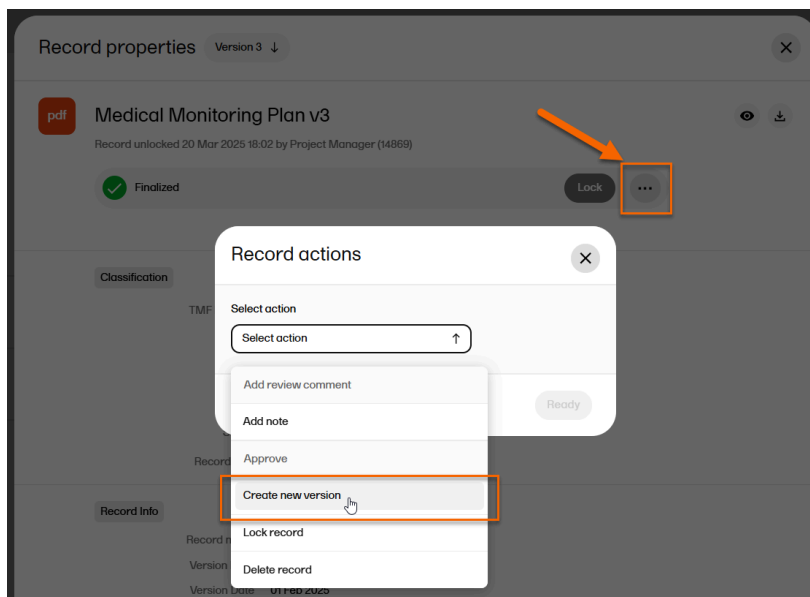 Record properties Version 3 ↓
pdf Medical Monitoring Plan v3
Record unlocked 20 Mar 2025 18:02 by Project Manager (14869)
Finalized Lock ...
Record actions
Classification
TMF Select action
Select action
Add review comment
Ready
Add note
Record Approve
Create new version
Record Info
Lock record
Record
Version Delete record
Version Date 01 Feb 2025